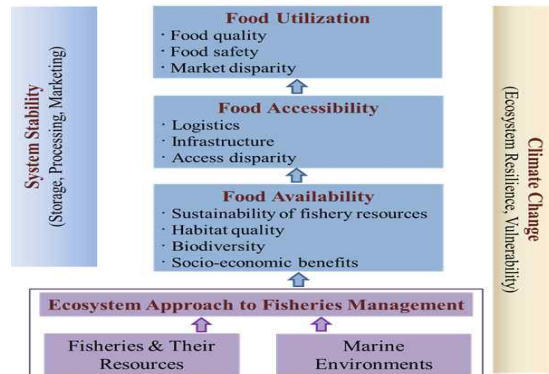 System Stability
(Storage, Processing, Marketing)
Food Utilization
· Food quality
· Food safety
· Market disparity
Food Accessibility
· Logistics
· Infrastructure
· Access disparity
Food Availability
· Sustainability of fishery resources
· Habitat quality
· Biodiversity
· Socio-economic benefits
Ecosystem Approach to Fisheries Management
Fisheries & Their
Resources
Marine
Environments
Climate Change
(Ecosystem Resilience, Vulnerability)